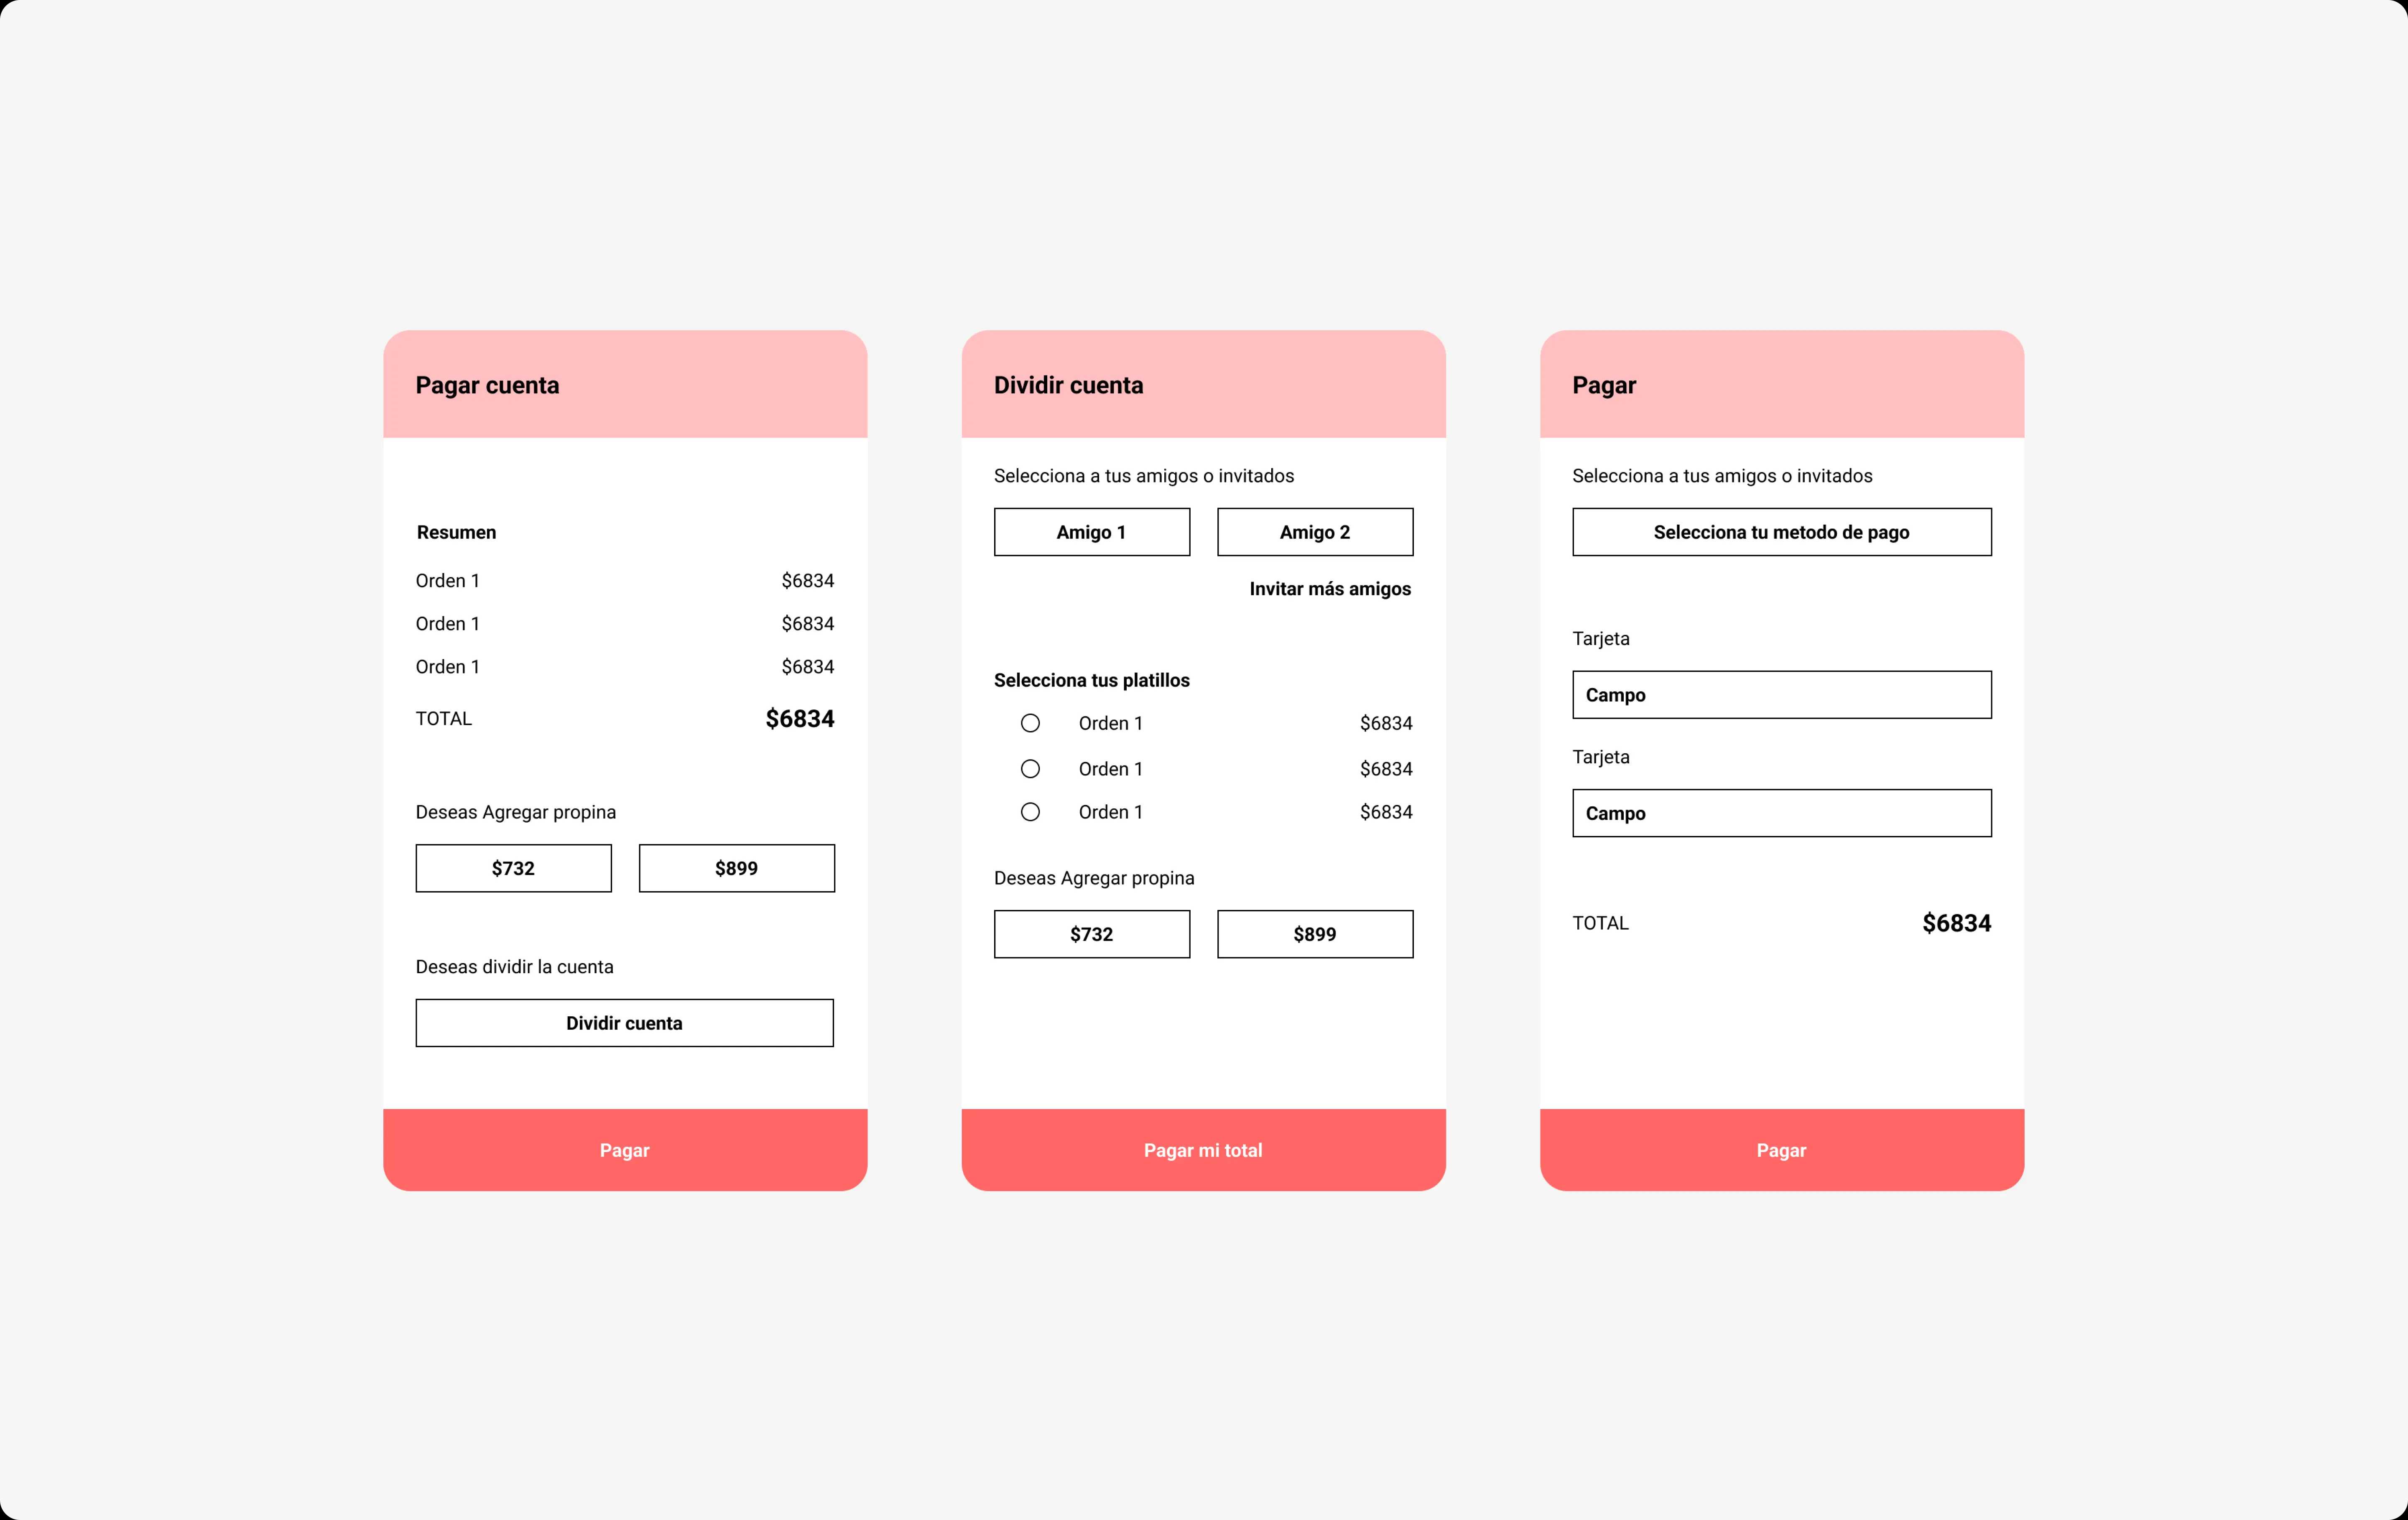 Pagar cuenta
Resumen
Orden 1 $6834
Orden 1 $6834
Orden 1 $6834
TOTAL $6834
Deseas Agregar propina
$732 $899
Deseas dividir la cuenta
Dividir cuenta
Pagar
Dividir cuenta
Selecciona a tus amigos o invitados
Amigo 1 Amigo 2
Invitar más amigos
Selecciona tus platillos
Orden 1 $6834
Orden 1 $6834
Orden 1 $6834
Deseas Agregar propina
$732 $899
Pagar mi total
Pagar
Selecciona a tus amigos o invitados
Selecciona tu metodo de pago
Tarjeta
Campo
Tarjeta
Campo
TOTAL $6834
Pagar